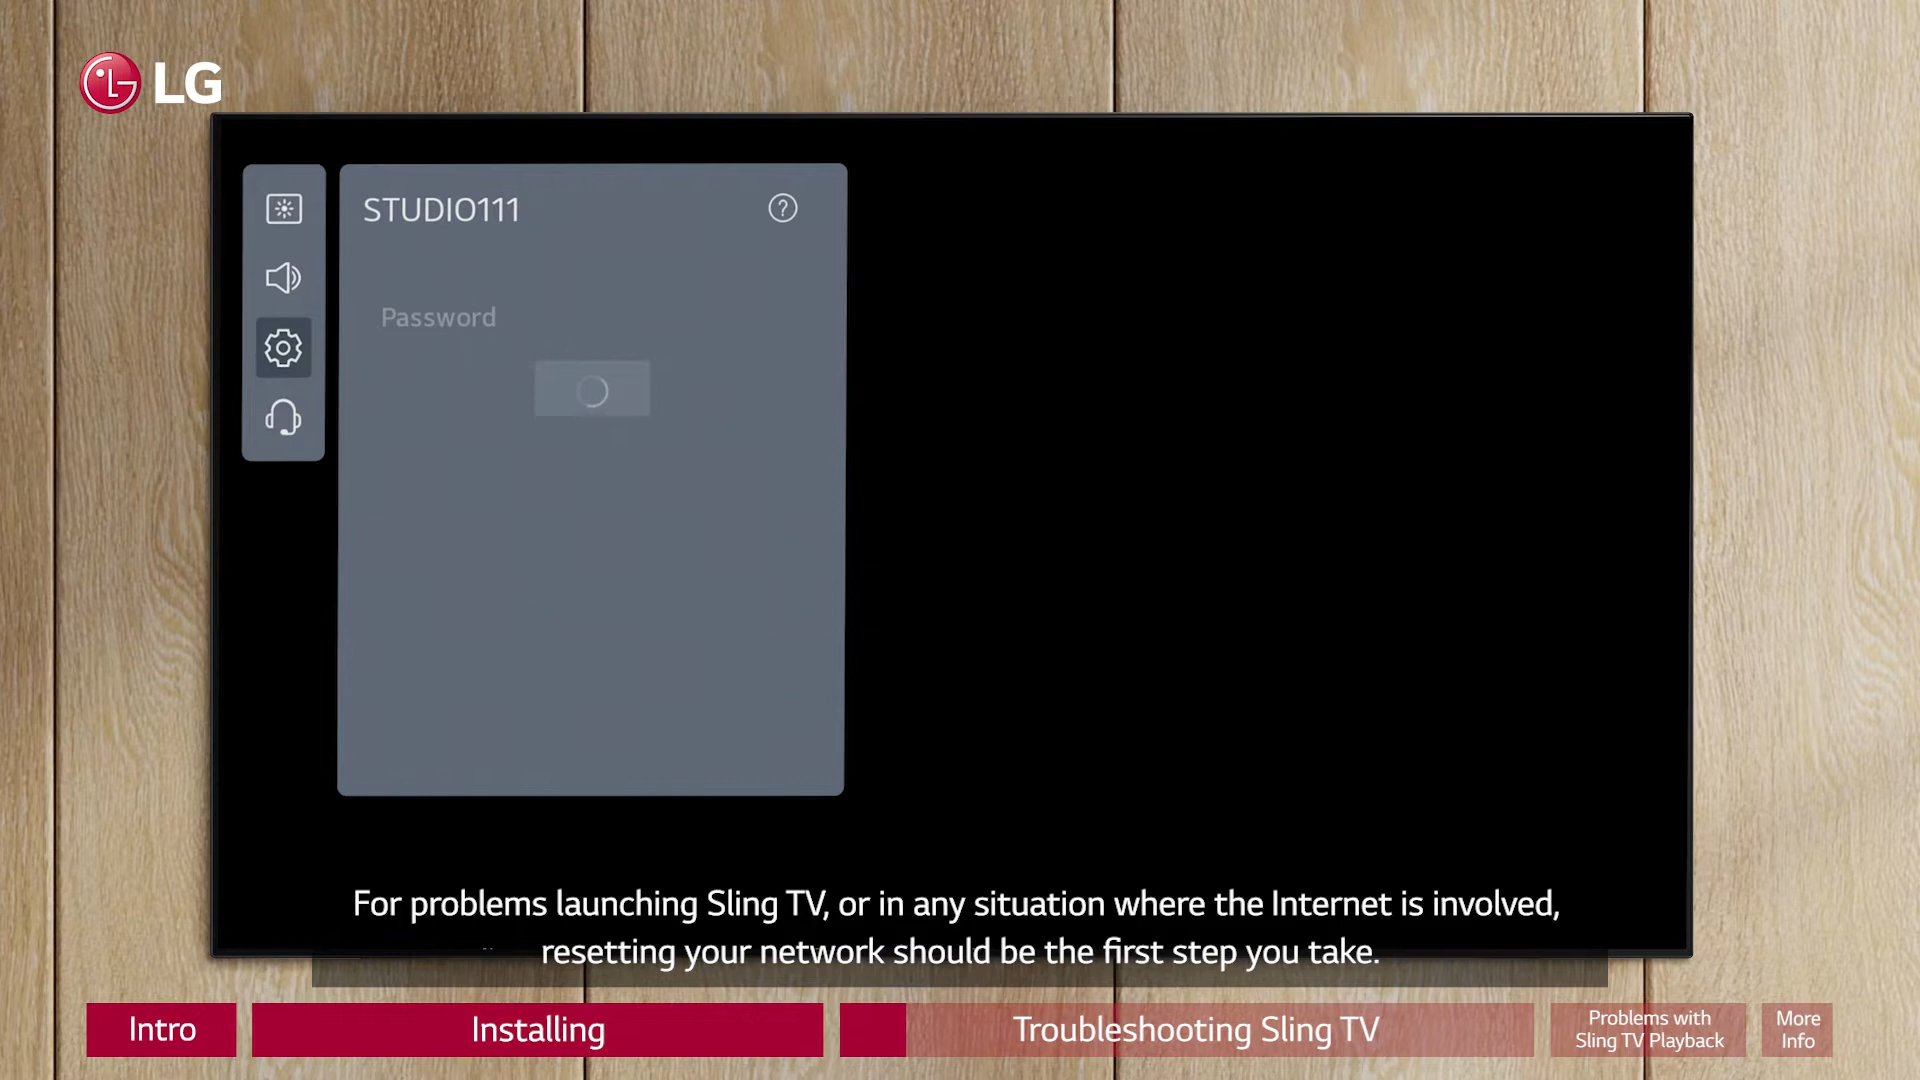 LG
STUDIO111
Password
For problems launching Sling TV, or in any situation where the Internet is involved,
resetting your network should be the first step you take.
Intro
Installing
Troubleshooting Sling TV
Problems with
Sling TV Playback
More
Info